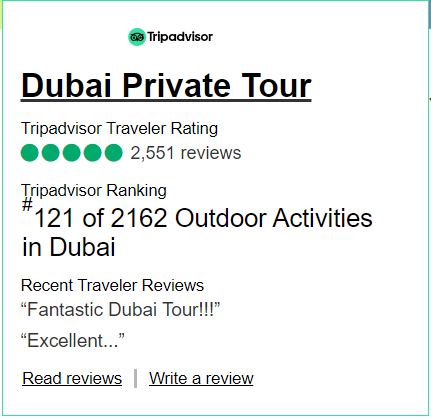 Tripadvisor
Dubai Private Tour
Tripadvisor Traveler Rating
2,551 reviews
Tripadvisor Ranking
#121 of 2162 Outdoor Activities
in Dubai
Recent Traveler Reviews
“Fantastic Dubai Tour!!!”
“Excellent...”
Read reviews | Write a review